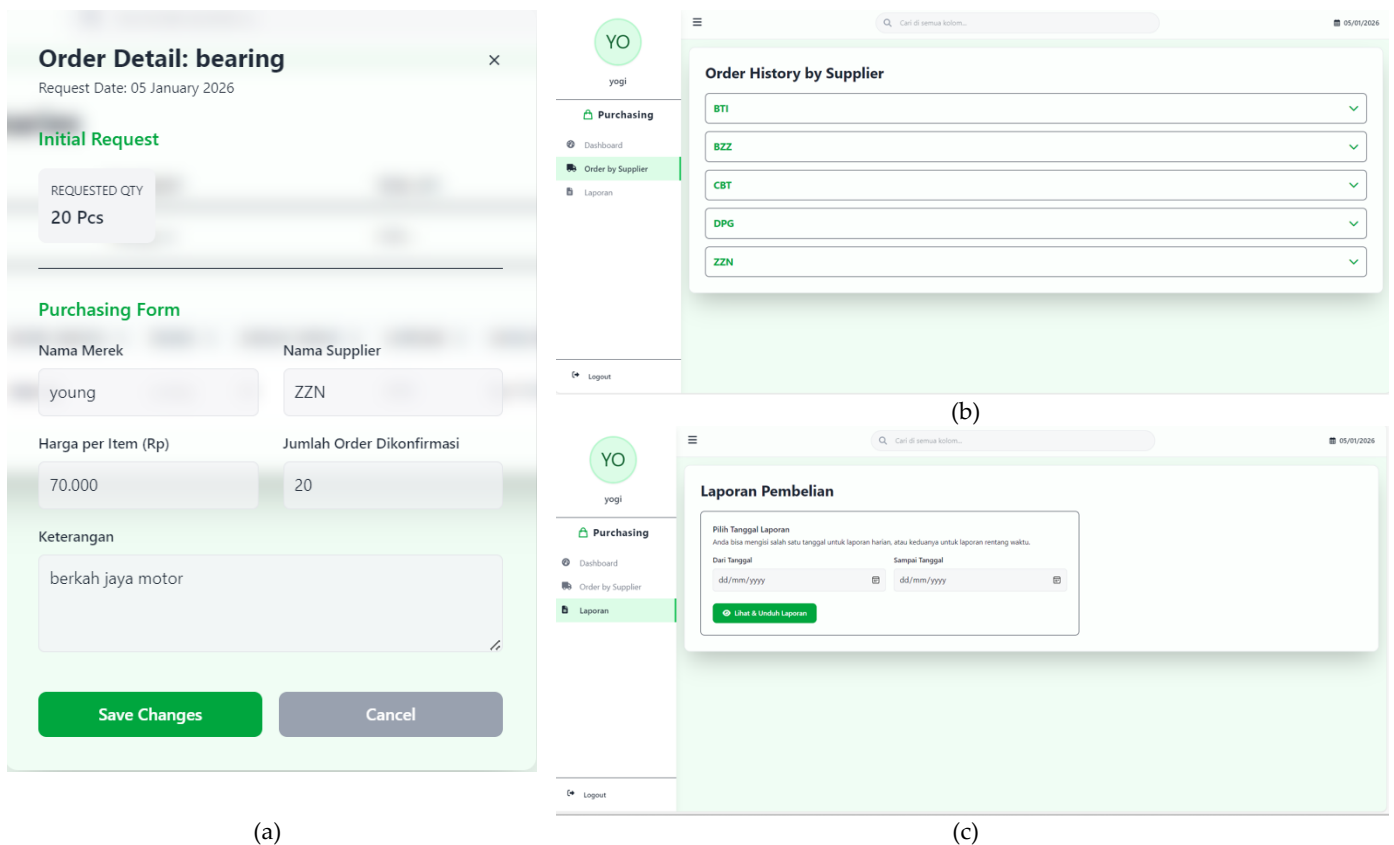 Order Detail: bearing
×
Request Date: 05 January 2026
Initial Request
REQUESTED QTY
20 Pcs
Purchasing Form
Nama Merek
Nama Supplier
young
ZZN
Harga per Item (Rp)
Jumlah Order Dikonfirmasi
70.000
20
Keterangan
berkah jaya motor
Save Changes
Cancel
(a)
YO
yogi
Purchasing
Dashboard
Order by Supplier
Laporan
Logout
Cari di semua kolom...
05/01/2026
Order History by Supplier
BTI
BZZ
CBT
DPG
ZZN
(b)
YO
yogi
Purchasing
Dashboard
Order by Supplier
Laporan
Logout
Cari di semua kolom...
05/01/2026
Laporan Pembelian
Pilih Tanggal Laporan
Anda bisa mengisi salah satu tanggal untuk laporan harian, atau keduanya untuk laporan rentang waktu.
Dari Tanggal
Sampai Tanggal
dd/mm/yyyy
dd/mm/yyyy
Lihat & Unduh Laporan
(c)